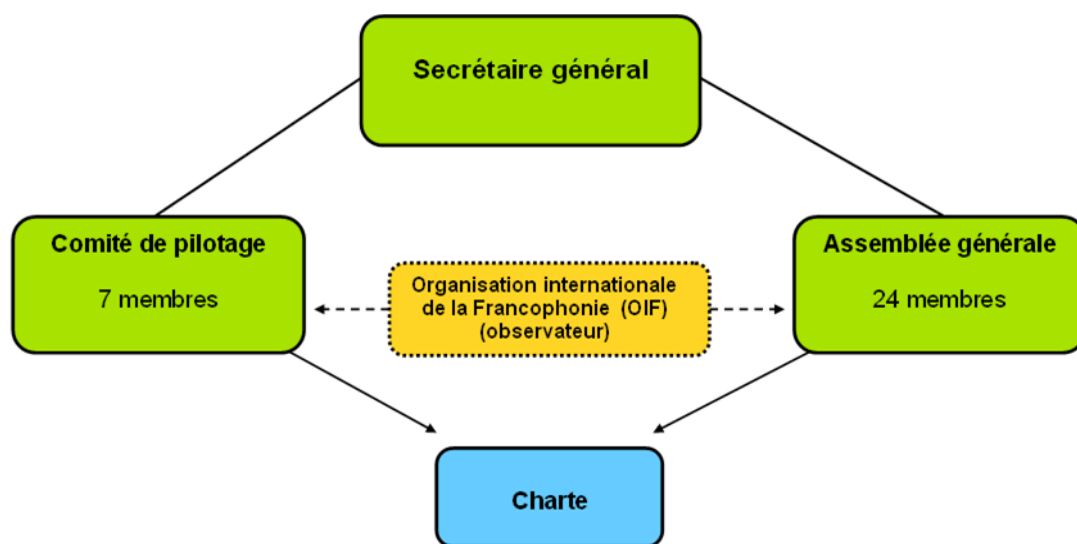 Secrétaire général
Comité de pilotage
7 membres
Organisation internationale
de la Francophonie (OIF)
(observateur)
Assemblée générale
24 membres
Charte